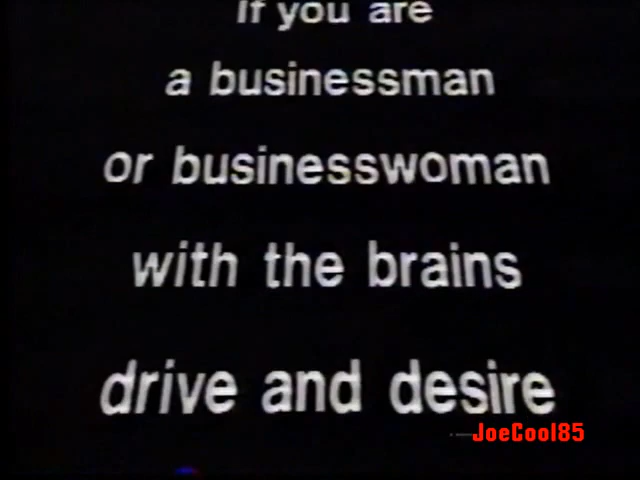 If you are
a businessman
or businesswoman
with the brains
drive and desire
JoeCool85